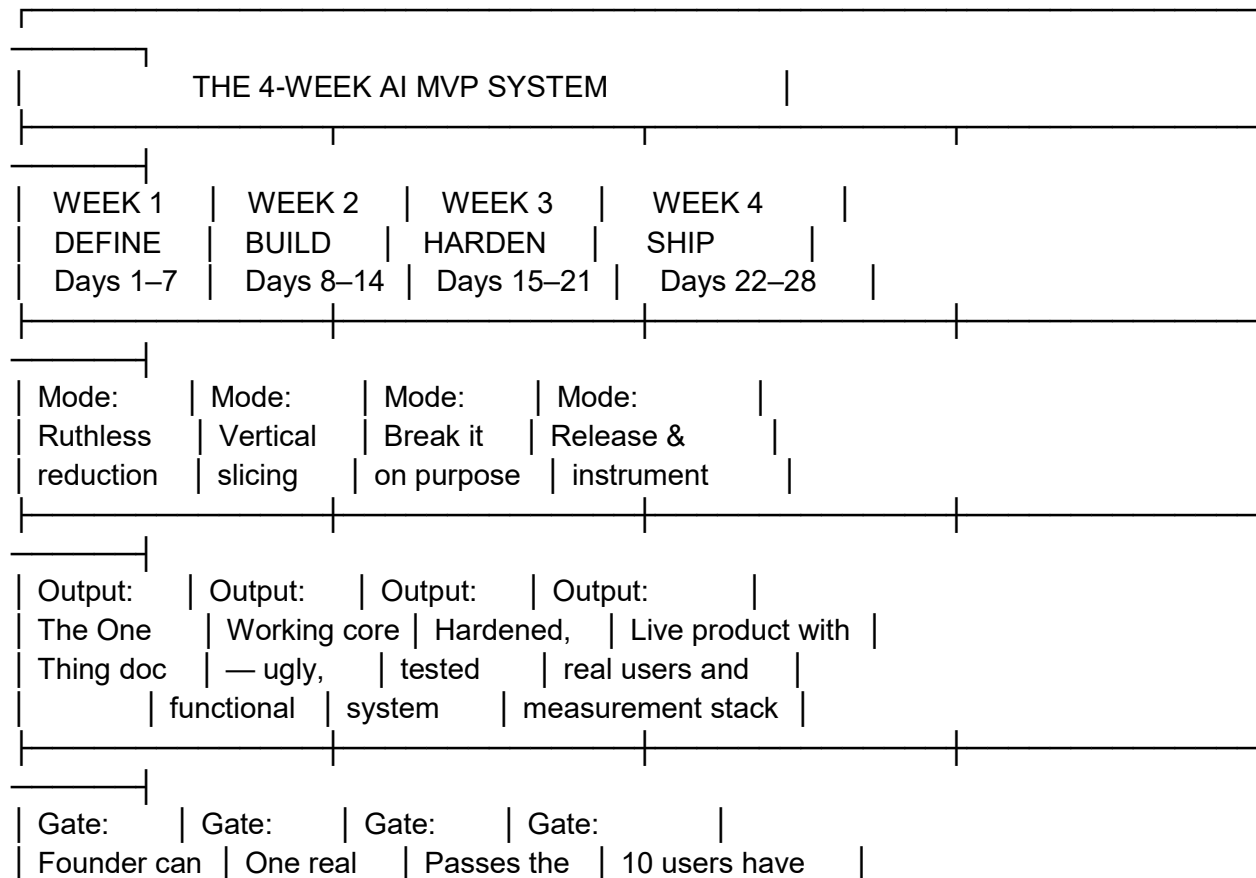 THE 4-WEEK AI MVP SYSTEM
│ WEEK 1 │ WEEK 2 │ WEEK 3 │ WEEK 4 │
│ DEFINE │ BUILD │ HARDEN │ SHIP │
│ Days 1–7 │ Days 8–14 │ Days 15–21 │ Days 22–28 │
│ Mode: │ Mode: │ Mode: │ Mode: │
│ Ruthless │ Vertical │ Break it │ Release & │
│ reduction │ slicing │ on purpose │ instrument │
│ Output: │ Output: │ Output: │ Output: │
│ The One │ Working core │ Hardened, │ Live product with │
│ Thing doc │ — ugly, │ tested │ real users and │
│ │ functional │ system │ measurement stack │
│ Gate: │ Gate: │ Gate: │ Gate: │
│ Founder can │ One real │ Passes the │ 10 users have │